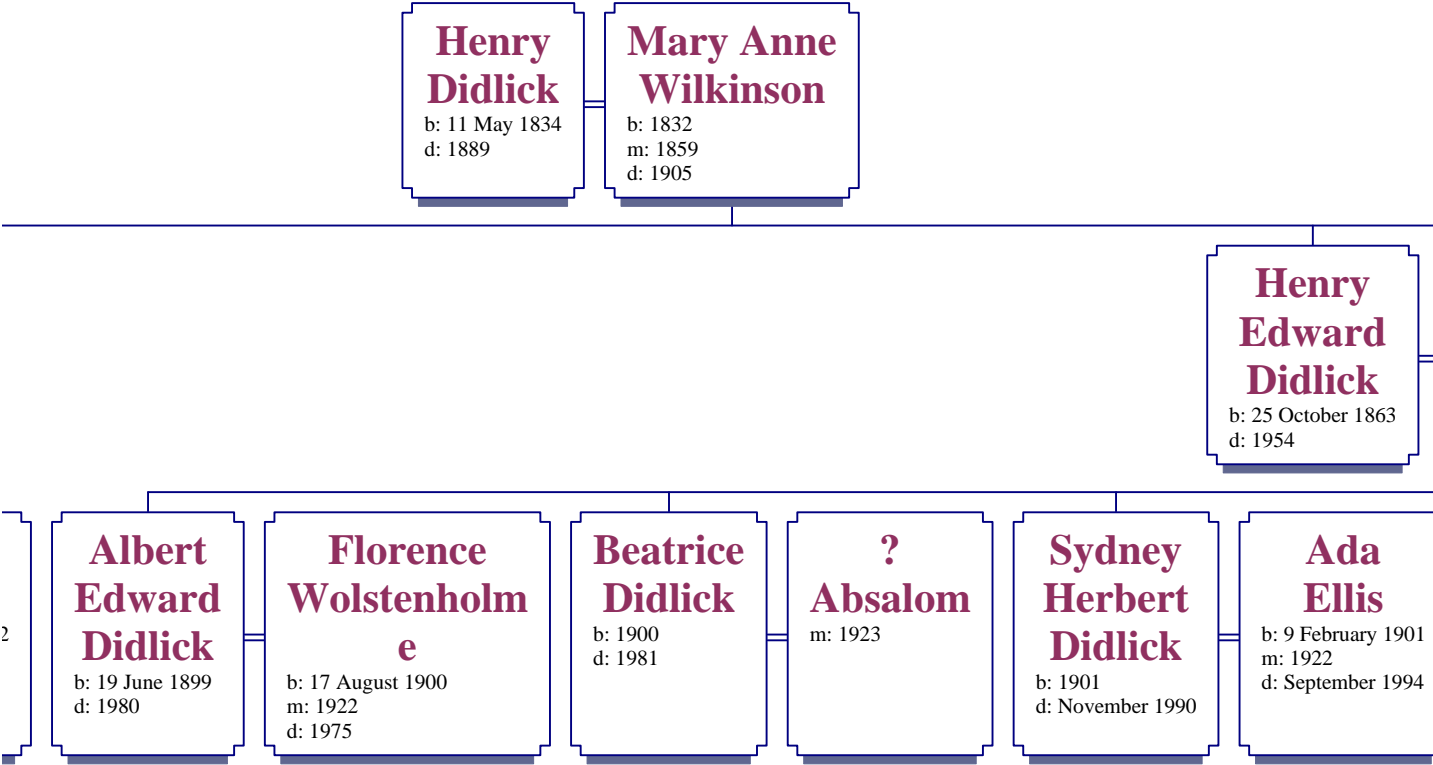 Henry
Didlick
b: 11 May 1834
d: 1889
Mary Anne
Wilkinson
b: 1832
m: 1859
d: 1905
Henry
Edward
Didlick
b: 25 October 1863
d: 1954
2
Albert
Edward
Didlick
b: 19 June 1899
d: 1980
Florence
Wolstenholm
e
b: 17 August 1900
m: 1922
d: 1975
Beatrice
Didlick
b: 1900
d: 1981
?
Absalom
m: 1923
Sydney
Herbert
Didlick
b: 1901
d: November 1990
Ada
Ellis
b: 9 February 1901
m: 1922
d: September 1994